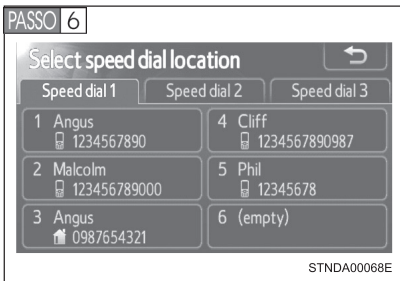 PASSO 6
Select speed dial location
Speed dial 1 Speed dial 2 Speed dial 3
1 Angus
1234567890
4 Cliff
1234567890987
2 Malcolm
123456789000
5 Phil
12345678
3 Angus
0987654321
6 (empty)
STNDA00068E